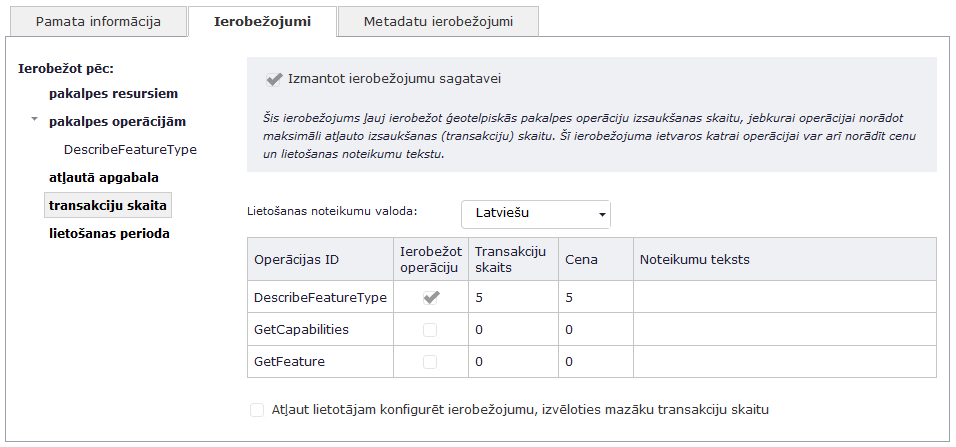 Pamata informācija
Ierobežojumi
Metadatu ierobežojumi
Ierobežot pēc:
pakalpes resursiem
pakalpes operācijām
DescribeFeatureType
atļautā apgabala
transakciju skaita
lietošanas perioda
Izmantot ierobežojumu sagatavei
Šis ierobežojums ļauj ierobežot ģeotelpiskās pakalpes operāciju izsaukšanas skaitu, jebkurai operācijai norādot
maksimāli atļauto izsaukšanas (transakciju) skaitu. Šī ierobežojuma ietvaros katrai operācijai var arī norādīt cenu
un lietošanas noteikumu tekstu.
Lietošanas noteikumu valoda:
Latviešu
Operācijas ID
Ierobežot
operāciju
Transakciju
skaits
Cena
Noteikumu teksts
DescribeFeatureType
5
5
GetCapabilities
0
0
GetFeature
0
0
Atļaut lietotājam konfigurēt ierobežojumu, izvēloties mazāku transakciju skaitu